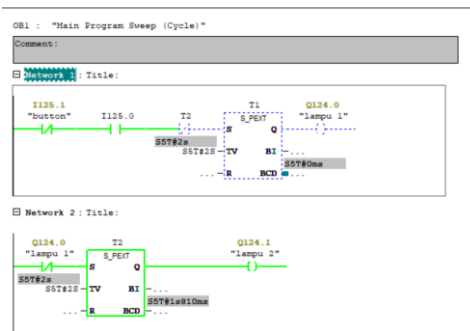 OB1 : "Main Program Sweep (Cycle)"
Comment:
Network 1: Title:
I125.1 T1 Q124.0
"button" I125.0 T2 S_PEXT "lampu 1"
S Q
S5T#2s
S5T#2S TV BI ...
S5T#0ms
... R BCD ...
Network 2: Title:
Q124.0 T2 Q124.1
"lampu 1" S_PEXT "lampu 2"
S Q
S5T#2s
S5T#2S TV BI ...
S5T#1s810ms
... R BCD ...